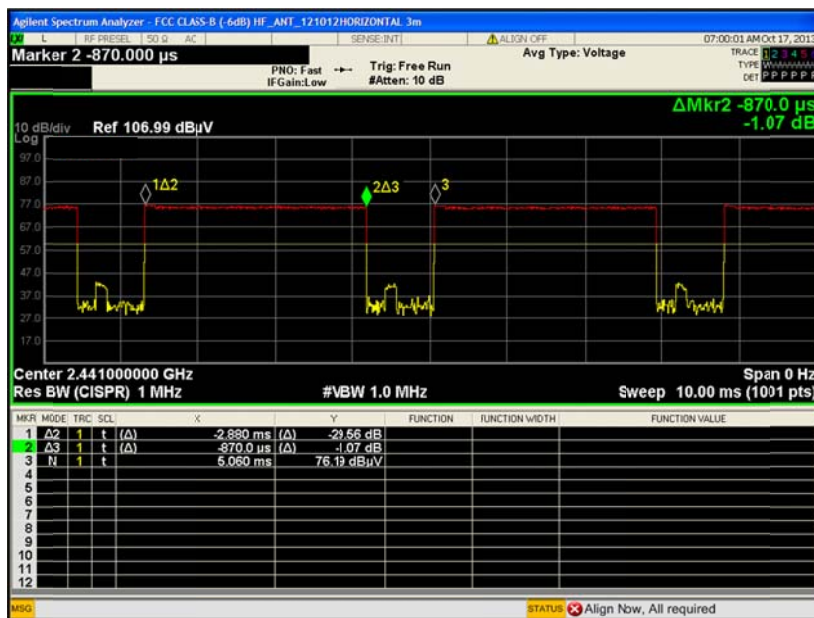 Agilent Spectrum Analyzer - FCC CLASS-B (-6dB) HF_ANT_121012HORIZONTAL 3m
L RF PRESEL 50 Ω AC SENSE:INT ALIGN OFF 07:00:01 AM Oct 17, 2013
Marker 2 -870.000 µs
PNO: Fast
IFGain:Low
Trig: Free Run
#Atten: 10 dB
Avg Type: Voltage
TRACE 1 2 3 4 5
TYPE
DET P P P P P P
ΔMkr2 -870.0 µs
-1.07 dB
10 dB/div Ref 106.99 dBµV
Log
97.0
87.0
77.0
67.0
57.0
47.0
37.0
27.0
17.0
1Δ2
2Δ3
3
Center 2.441000000 GHz Span 0 Hz
Res BW (CISPR) 1 MHz #VBW 1.0 MHz Sweep 10.00 ms (1001 pts)
MKR MODE TRC SCL X Y FUNCTION FUNCTION WIDTH FUNCTION VALUE
1 Δ2 1 t (Δ) -2.880 ms (Δ) -29.56 dB
2 Δ3 1 t (Δ) -870.0 µs (Δ) -1.07 dB
3 N 1 t 5.060 ms 76.19 dBµV
4
5
6
7
8
9
10
11
12
MSG STATUS Align Now, All required